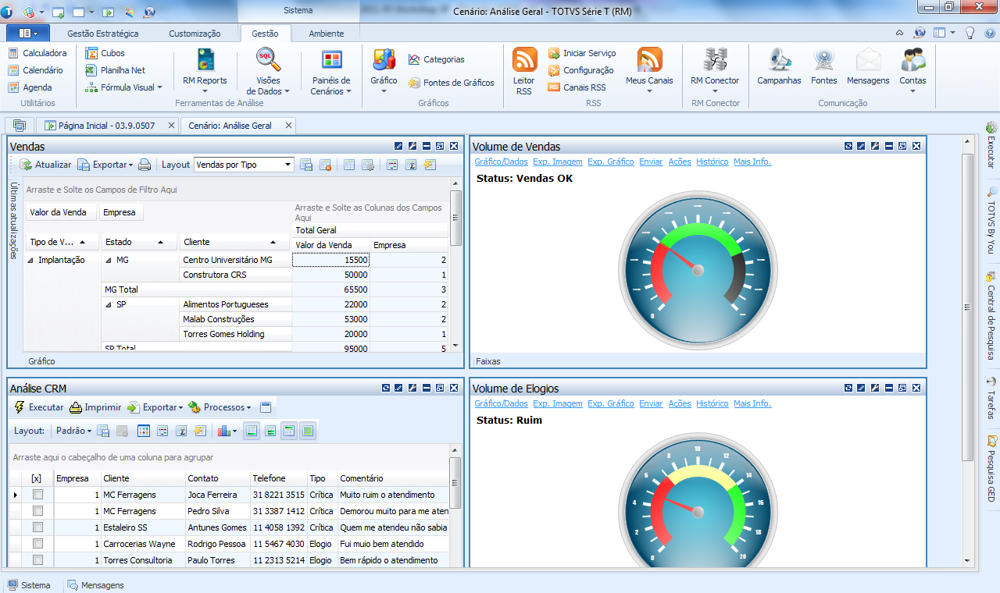 Sistema
Cenário: Análise Geral - TOTVS Série T (RM)
Gestão Estratégica
Customização
Gestão
Ambiente
Calculadora
Calendário
Agenda
Utilitários
Cubos
Planilha Net
Fórmula Visual
RM Reports
Visões
de Dados
Painéis de
Cenários
Ferramentas de Análise
Gráfico
Categorias
Fontes de Gráficos
Gráficos
Leitor
RSS
Iniciar Serviço
Configuração
Canais RSS
Meus Canais
RSS
RM Conector
RM Conector
Campanhas
Fontes
Mensagens
Contas
Comunicação
Página Inicial - 03.9.0507
Cenário: Análise Geral
Vendas
Atualizar
Exportar
Layout
Vendas por Tipo
Últimas atualizações
Arraste e Solte os Campos de Filtro Aqui
Valor da Venda
Empresa
Arraste e Solte as Colunas dos Campos
Aqui
Total Geral
Tipo de V...
Estado
Cliente
Valor da Venda
Empresa
Implantação
MG
Centro Universitário MG
15500
2
Construtora CRS
50000
1
MG Total
65500
3
SP
Alimentos Portugueses
22000
2
Malab Construções
53000
2
Torres Gomes Holding
20000
1
SP Total
95000
5
Gráfico
Volume de Vendas
Gráfico/Dados Exp. Imagem Exp. Gráfico Enviar Ações Histórico Mais Info.
Status: Vendas OK
0
Faixas
Análise CRM
Executar
Imprimir
Exportar
Processos
Layout:
Padrão
Arraste aqui o cabeçalho de uma coluna para agrupar
[x] Empresa Cliente Contato Telefone Tipo Comentário
1 MC Ferragens Joca Ferreira 31 8221 3515 Crítica Muito ruim o atendimento
1 MC Ferragens Pedro Silva 31 3387 1412 Crítica Demorou muito para me aten
1 Estaleiro SS Antunes Gomes 11 4058 1392 Crítica Quem me atendeu não sabia
1 Carrocerias Wayne Rodrigo Pessoa 11 5467 4030 Elogio Fui muio bem atendido
1 Torres Consultoria Paulo Torres 11 2313 5214 Elogio Bem rápido o atendimento
Volume de Elogios
Gráfico/Dados Exp. Imagem Exp. Gráfico Enviar Ações Histórico Mais Info.
Status: Ruim
0
2
4
6
8
10
12
14
16
18
20
Executar
TOTVS By You
Central de Pesquisa
Tarefas
Pesquisa GED
Sistema
Mensagens